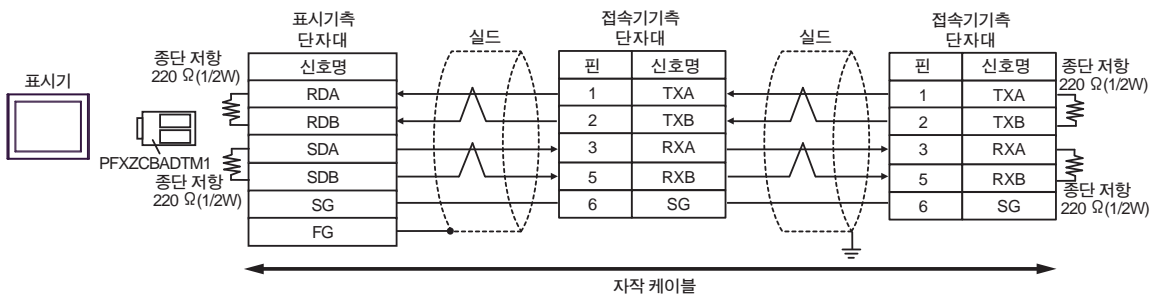 표시기
PFXZCBADTM1
종단 저항
220 Ω(1/2W)
종단 저항
220 Ω(1/2W)
표시기측
단자대
신호명
RDA
RDB
SDA
SDB
SG
FG
실드
접속기기측
단자대
핀 신호명
1 TXA
2 TXB
3 RXA
5 RXB
6 SG
실드
접속기기측
단자대
핀 신호명
1 TXA
2 TXB
3 RXA
5 RXB
6 SG
종단 저항
220 Ω(1/2W)
종단 저항
220 Ω(1/2W)
자작 케이블